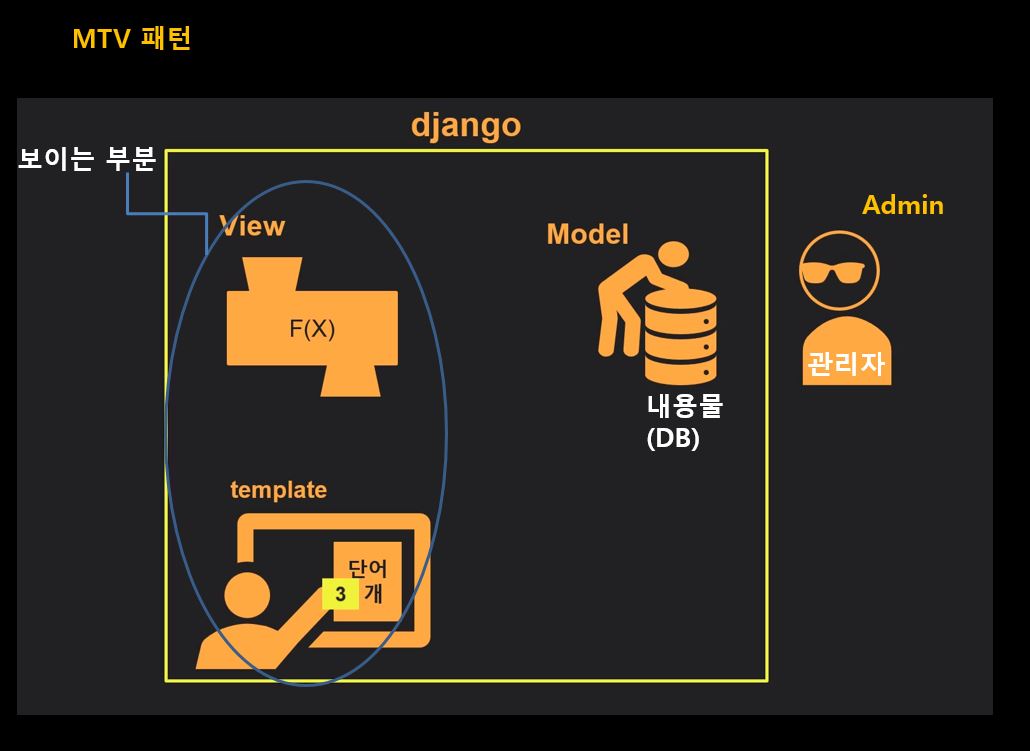 MTV 패턴
django
보이는 부분
View
F(X)
Model
내용물
(DB)
Admin
관리자
template
단어
3 개